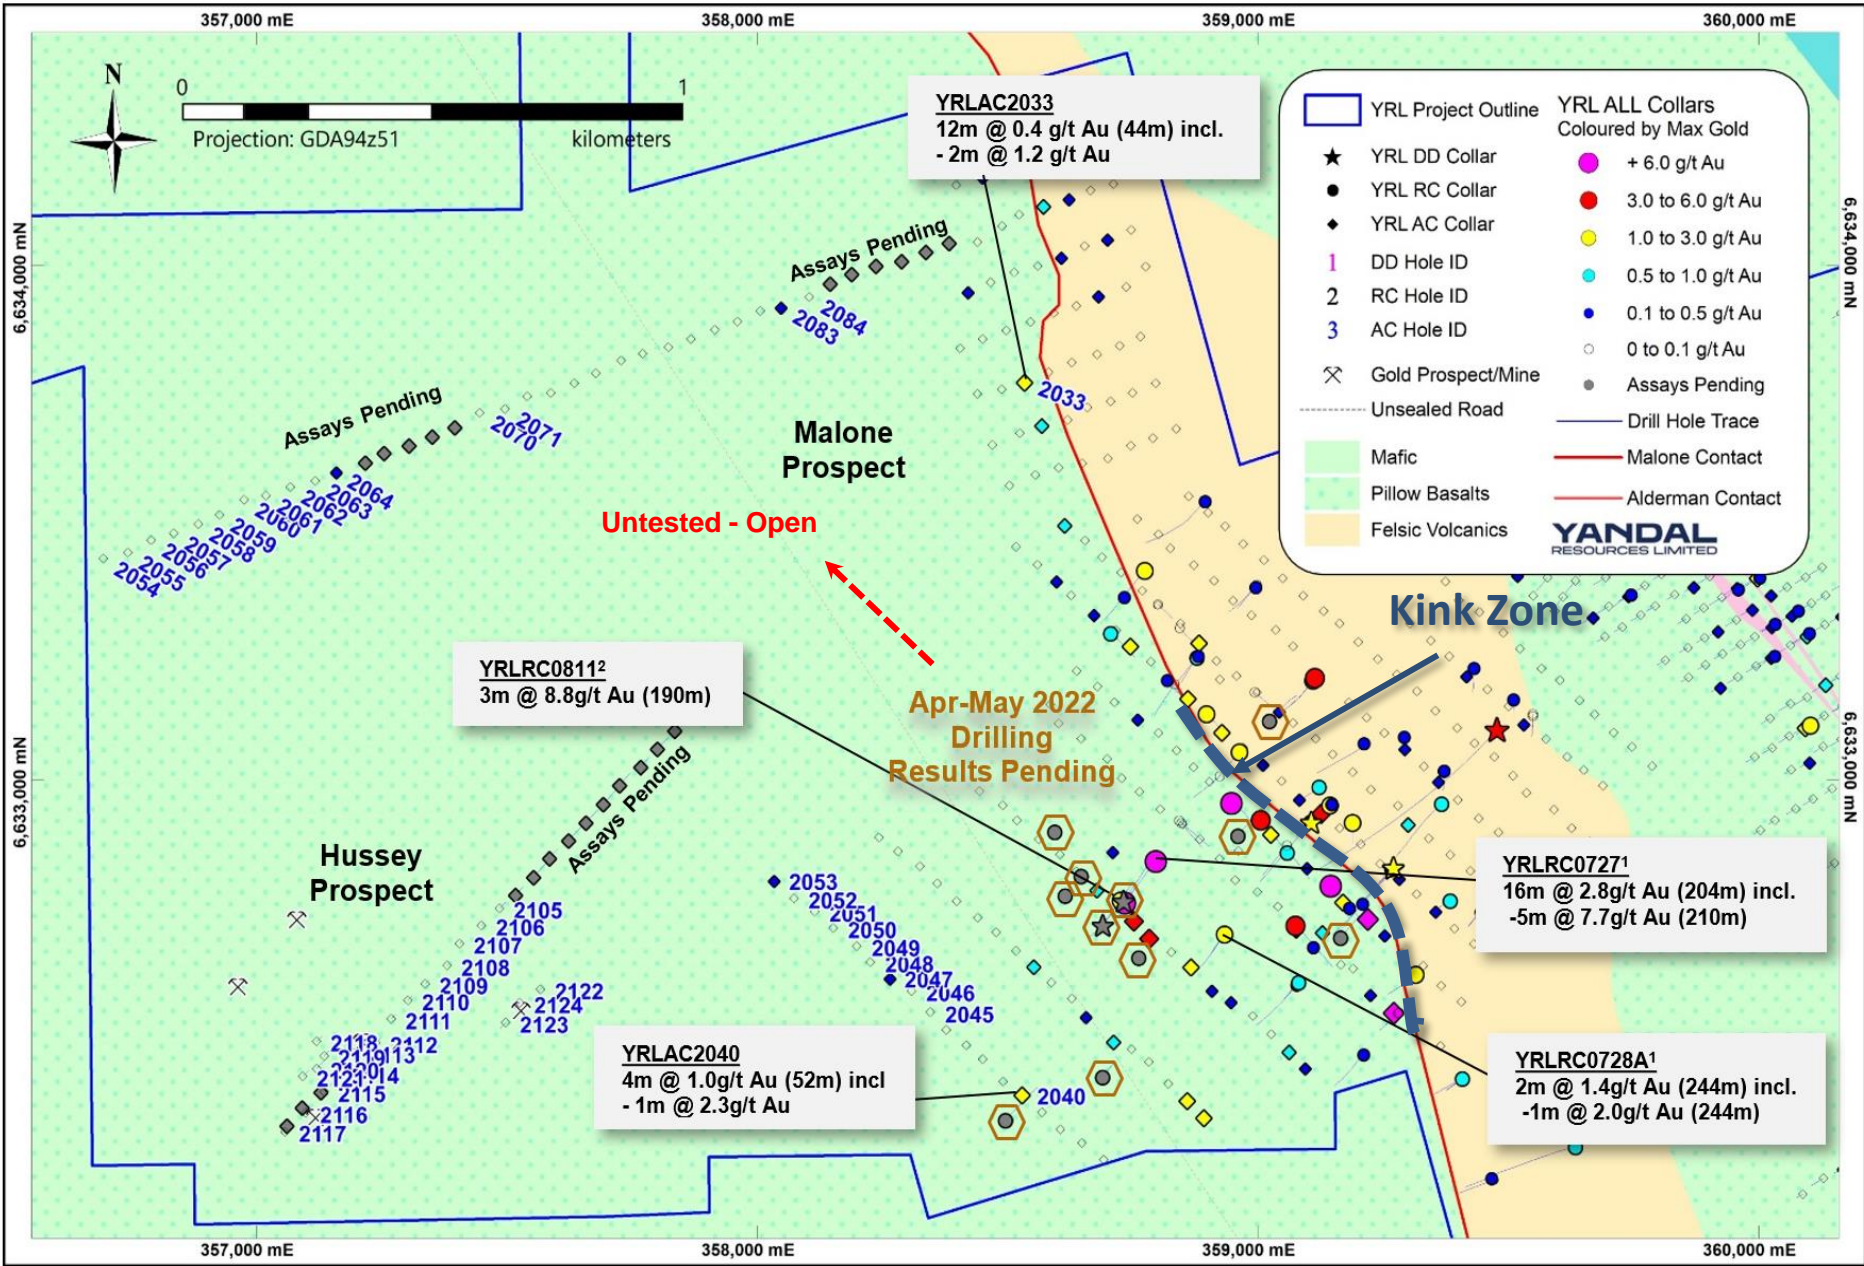 357,000 mE
358,000 mE
359,000 mE
360,000 mE
N
0
1
Projection: GDA94z51
kilometers
YRLAC2033
12m @ 0.4 g/t Au (44m) incl.
- 2m @ 1.2 g/t Au
YRL Project Outline
YRL DD Collar
YRL RC Collar
YRL AC Collar
1 DD Hole ID
2 RC Hole ID
3 AC Hole ID
Gold Prospect/Mine
Unsealed Road
Mafic
Pillow Basalts
Felsic Volcanics
YRL ALL Collars
Coloured by Max Gold
+ 6.0 g/t Au
3.0 to 6.0 g/t Au
1.0 to 3.0 g/t Au
0.5 to 1.0 g/t Au
0.1 to 0.5 g/t Au
0 to 0.1 g/t Au
Assays Pending
Drill Hole Trace
Malone Contact
Alderman Contact
YANDAL
RESOURCES LIMITED
6,634,000 mN
6,634,000 mN
Assays Pending
2084
2083
2033
Assays Pending
2071
2070
2064
2063
2062
2061
2060
2059
2058
2057
2056
2055
2054
Malone
Prospect
Untested - Open
Kink Zone
YRLRC0811²
3m @ 8.8g/t Au (190m)
Apr-May 2022
Drilling
Results Pending
6,633,000 mN
6,633,000 mN
Assays Pending
Hussey
Prospect
2053
2052
2051
2050
2049
2048
2047
2046
2045
2105
2106
2107
2108
2109
2110
2111
2112
2118
2119
2115
2116
2117
2122
2124
2123
YRLRC0727¹
16m @ 2.8g/t Au (204m) incl.
-5m @ 7.7g/t Au (210m)
YRLAC2040
4m @ 1.0g/t Au (52m) incl
- 1m @ 2.3g/t Au
2040
YRLRC0728A¹
2m @ 1.4g/t Au (244m) incl.
-1m @ 2.0g/t Au (244m)
357,000 mE
358,000 mE
359,000 mE
360,000 mE